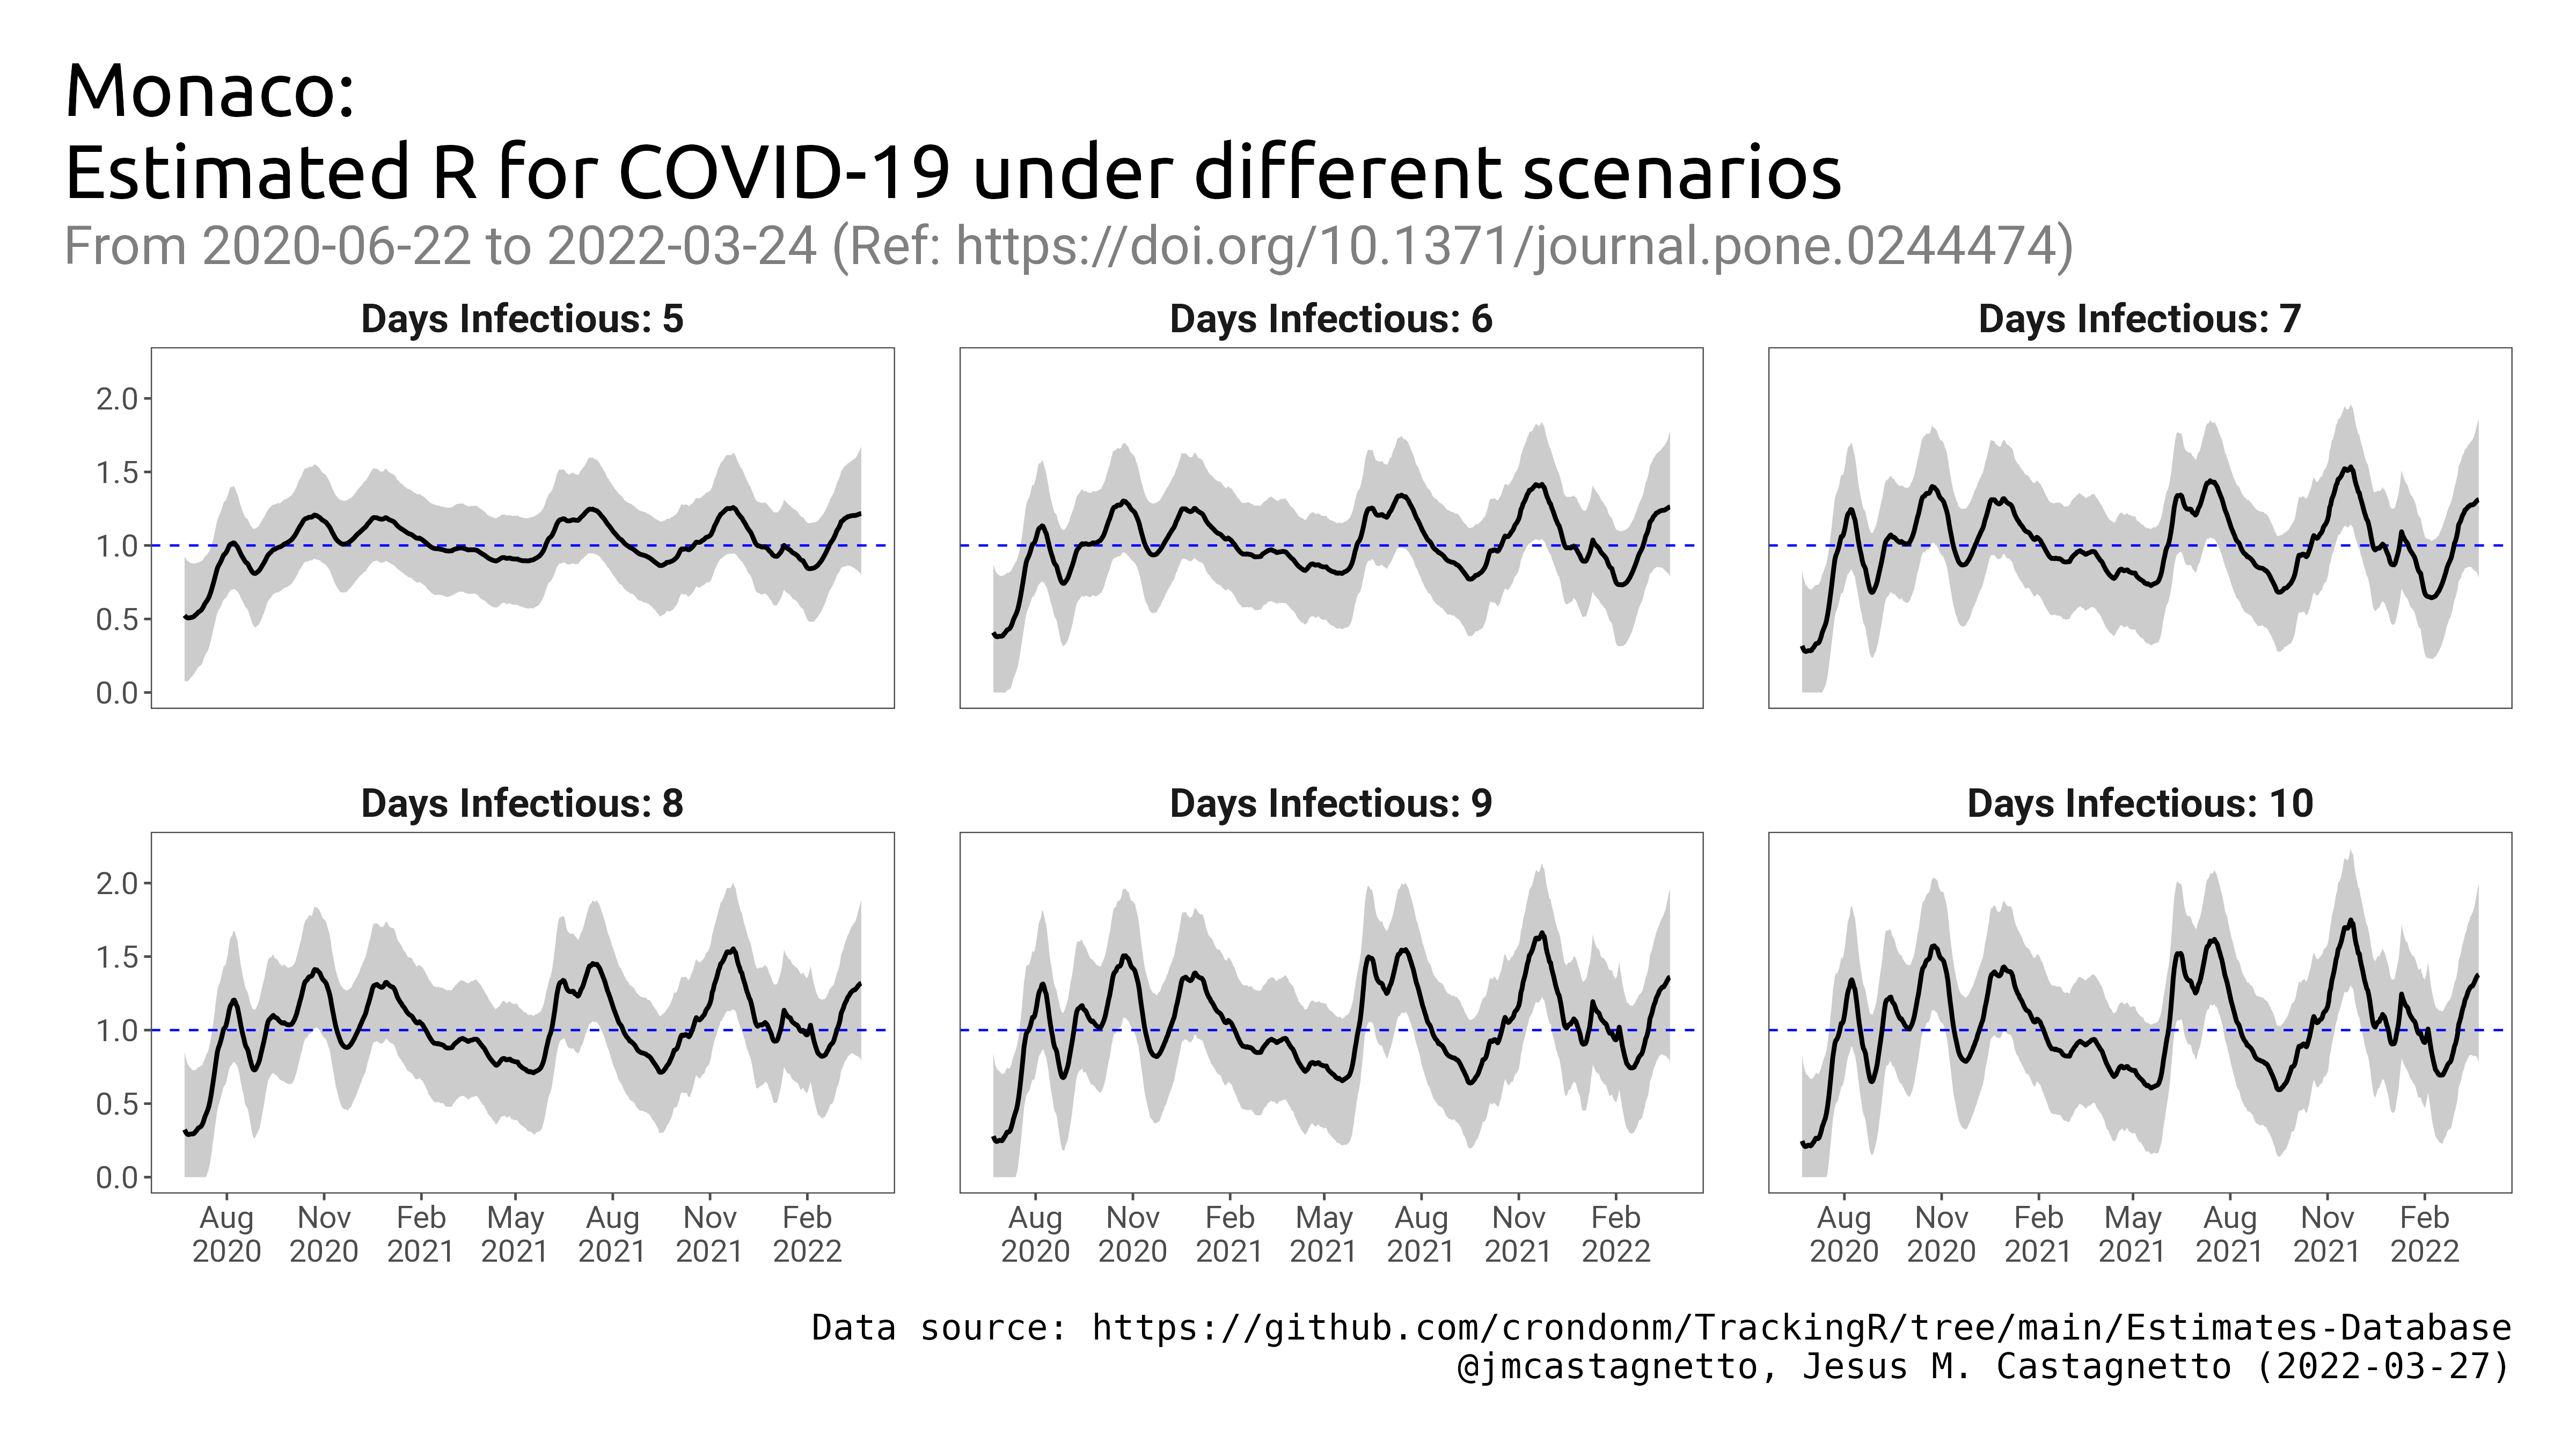 Monaco:
Estimated R for COVID-19 under different scenarios
From 2020-06-22 to 2022-03-24 (Ref: https://doi.org/10.1371/journal.pone.0244474)
Days Infectious: 5
Days Infectious: 6
Days Infectious: 7
2.0
1.5
1.0
0.5
0.0
Days Infectious: 8
Days Infectious: 9
Days Infectious: 10
2.0
1.5
1.0
0.5
0.0
Aug Nov Feb May Aug Nov Feb
2020 2020 2021 2021 2021 2021 2022
Aug Nov Feb May Aug Nov Feb
2020 2020 2021 2021 2021 2021 2022
Aug Nov Feb May Aug Nov Feb
2020 2020 2021 2021 2021 2021 2022
Data source: https://github.com/crondonm/TrackingR/tree/main/Estimates-Database
@jmcastagnetto, Jesus M. Castagnetto (2022-03-27)